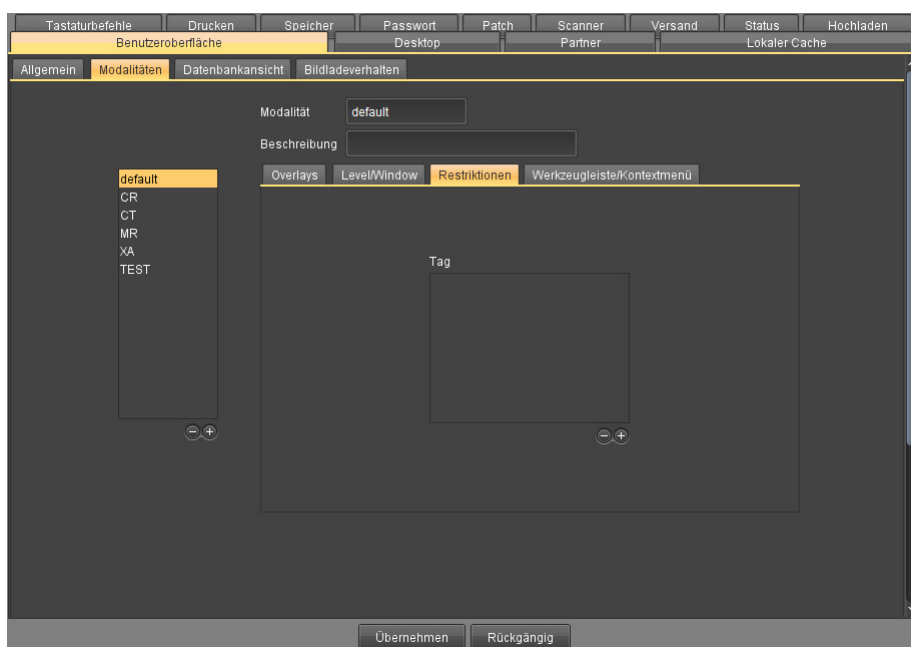 Tastaturbefehle Drucken Speicher Passwort Patch Scanner Versand Status Hochladen
Benutzeroberfläche Desktop Partner Lokaler Cache
Allgemein Modalitäten Datenbankansicht Bildladeverhalten
Modalität default
Beschreibung
Overlays Level/Window Restriktionen Werkzeugleiste/Kontextmenü
default
CR
CT
MR
XA
TEST
Tag
Übernehmen Rückgängig